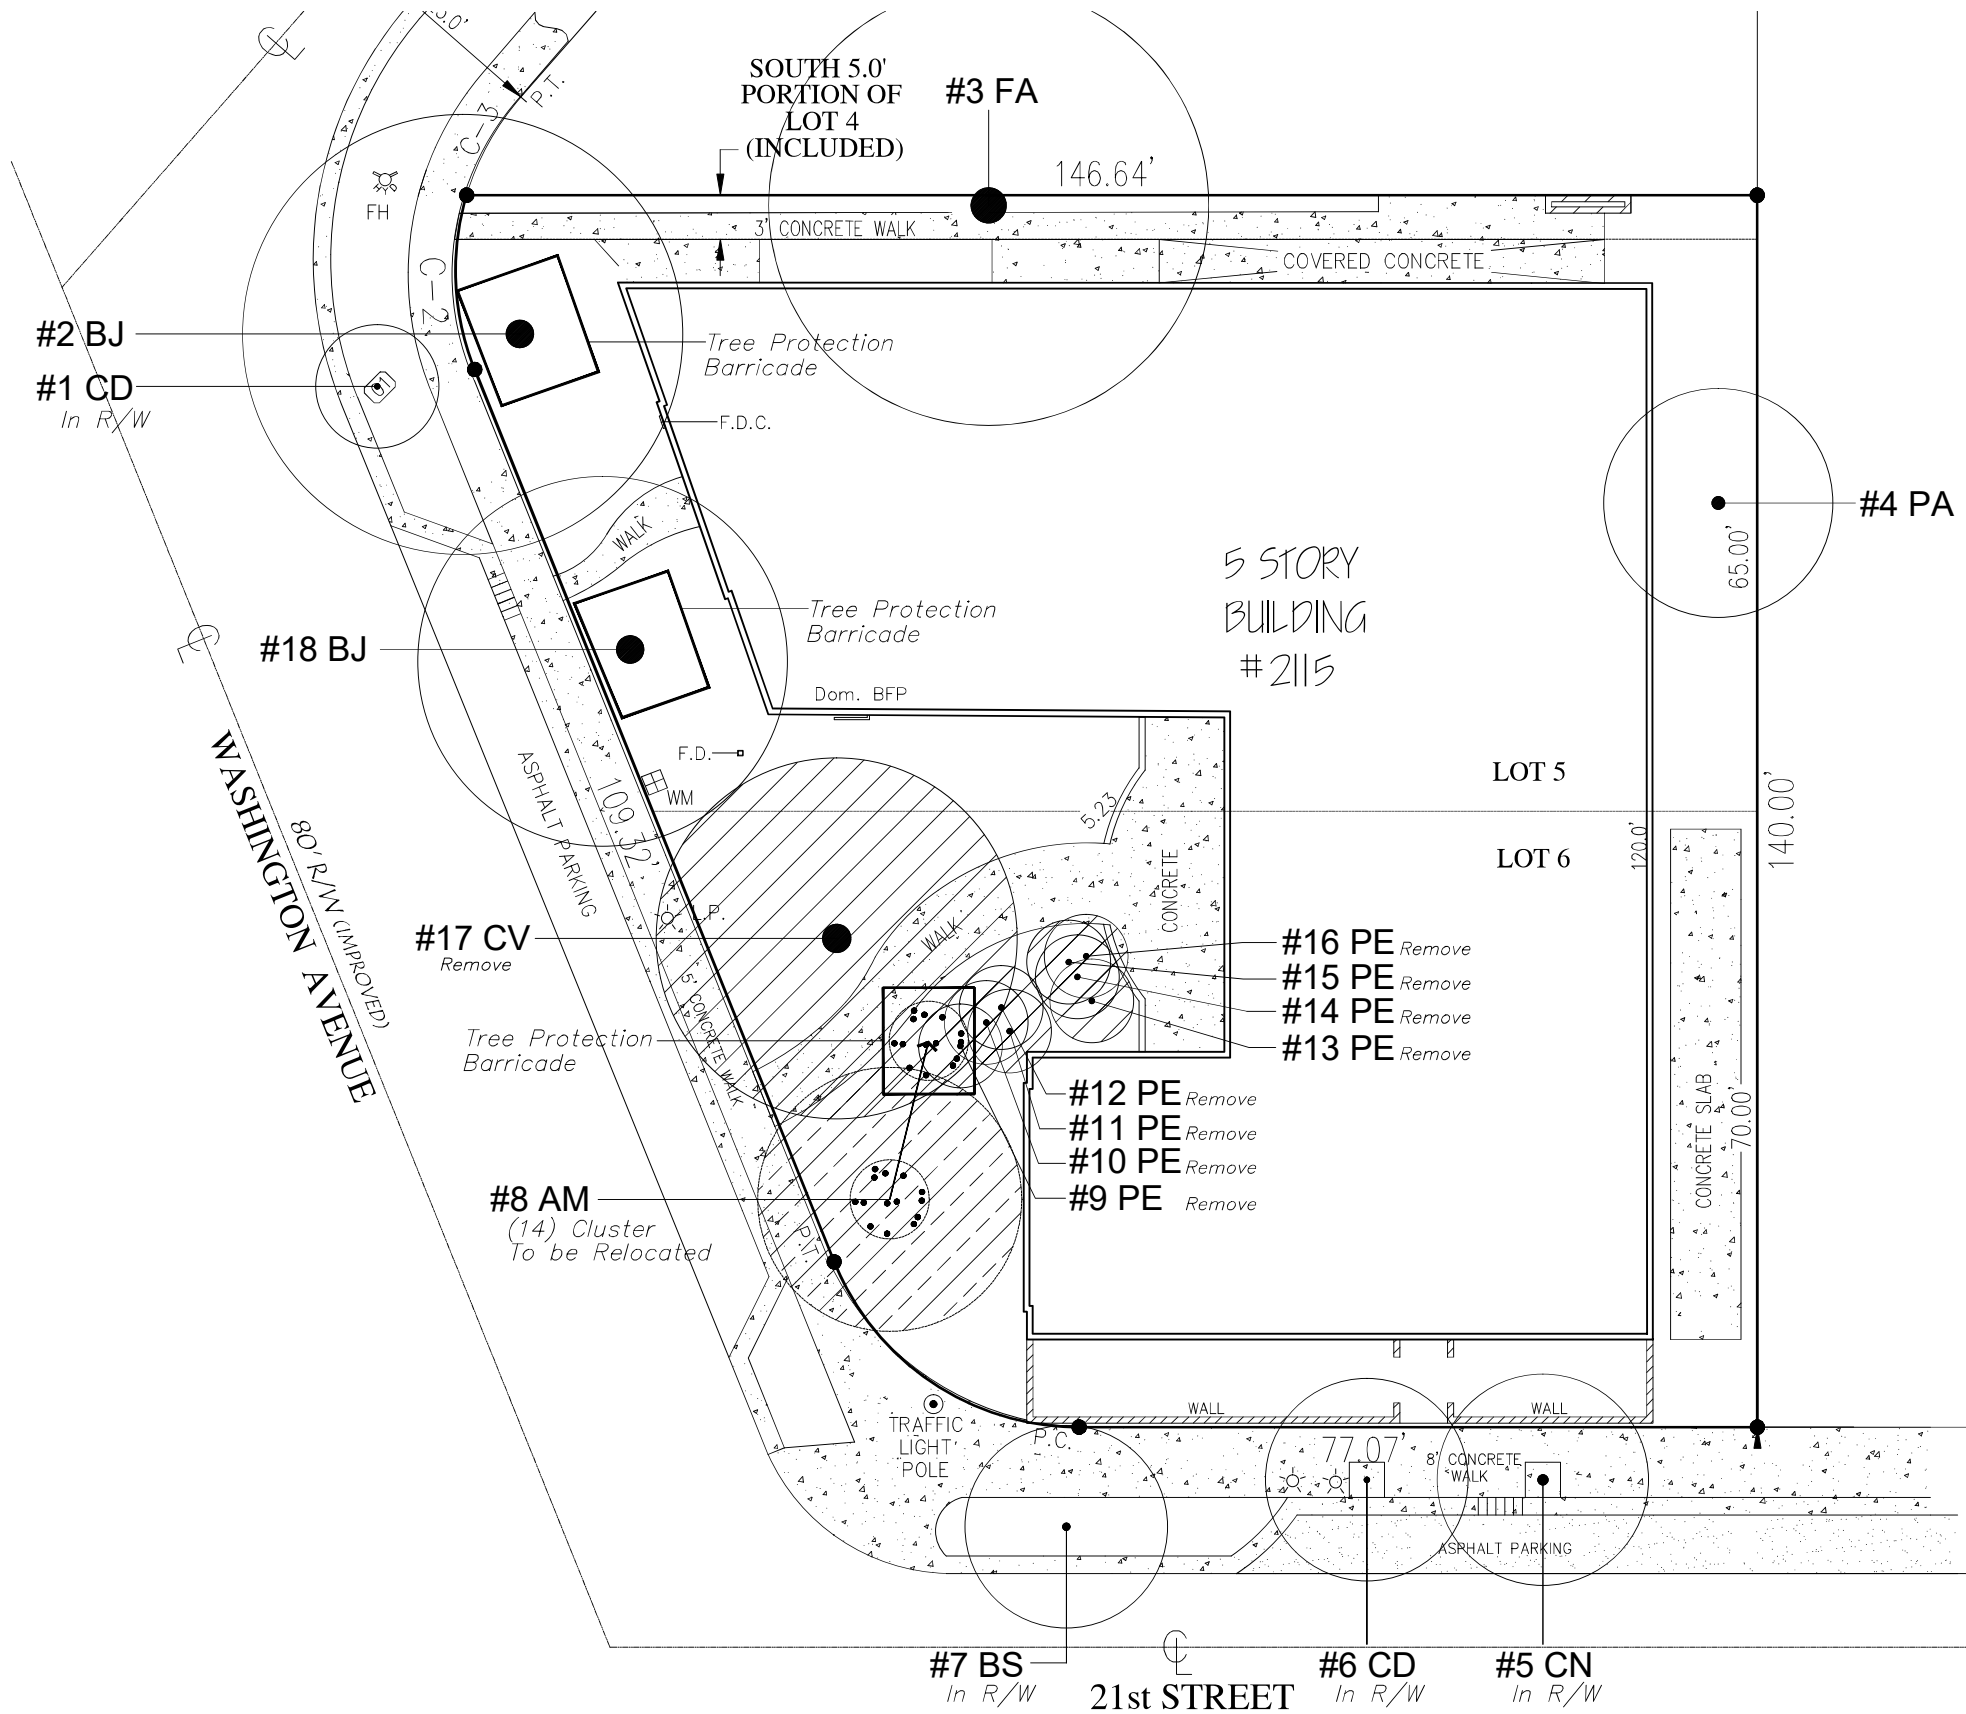 SOUTH 5.0'
PORTION OF
LOT 4
(INCLUDED)
#3 FA
P.T.
C-3
146.64'
FH
3' CONCRETE WALK
COVERED CONCRETE
C-2
#2 BJ
#1 CD
In R/W
Tree Protection
Barricade
F.D.C.
#4 PA
65.00'
WALK
5 STORY
BUILDING
#2115
Tree Protection
Barricade
#18 BJ
Dom. BFP
F.D.
WM
LOT 5
5.23
109.32'
ASPHALT PARKING
140.00'
120.0'
LOT 6
80' R/W (IMPROVED)
WASHINGTON AVENUE
CONCRETE
L.P.
WALK
#17 CV
Remove
5' CONCRETE WALK
#16 PE Remove
#15 PE Remove
#14 PE Remove
#13 PE Remove
Tree Protection
Barricade
#12 PE Remove
#11 PE Remove
#10 PE Remove
#9 PE Remove
CONCRETE SLAB
70.00'
#8 AM
(14) Cluster
To be Relocated
P.T.
WALL
WALL
TRAFFIC
LIGHT
POLE
P.C.
77.07'
8' CONCRETE
WALK
ASPHALT PARKING
#7 BS
In R/W
#6 CD
In R/W
#5 CN
In R/W
21st STREET